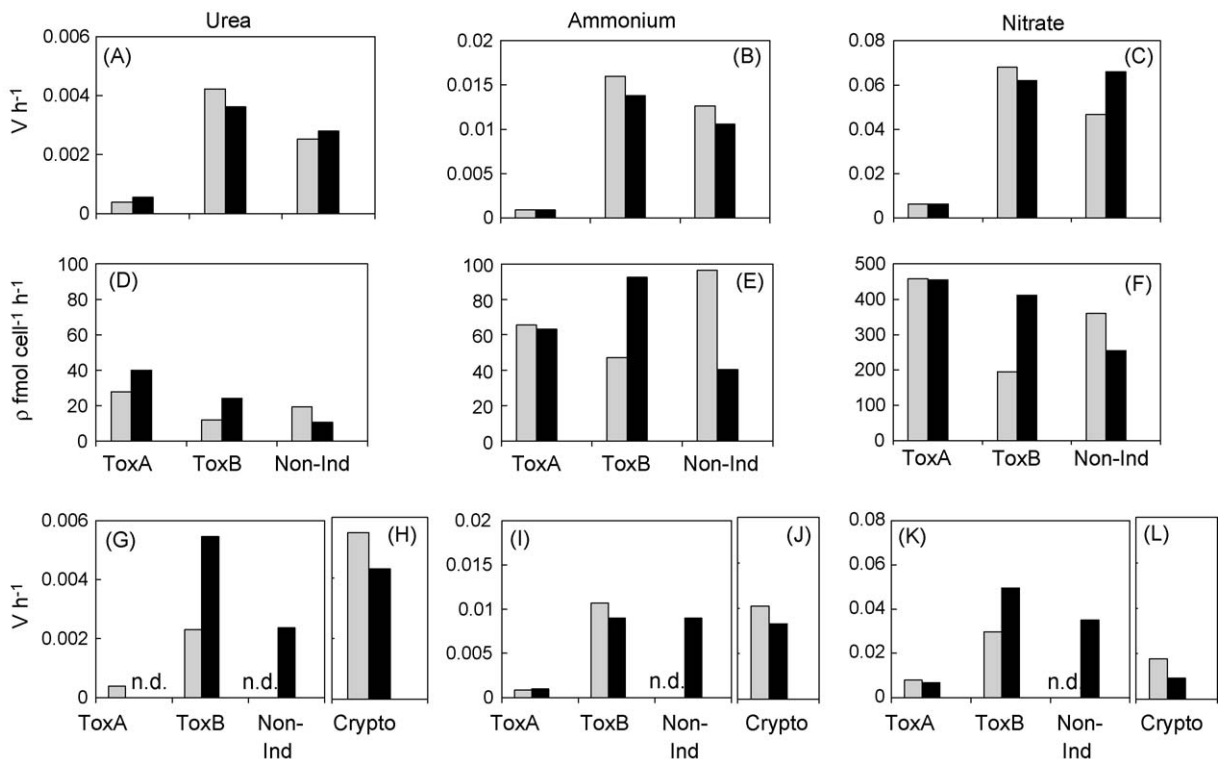 Urea
Ammonium
Nitrate
0.006
0.004
0.002
0
V h-1
(A)
0.02
0.015
0.01
0.005
0
(B)
0.08
0.06
0.04
0.02
0
(C)
100
80
60
40
20
0
ρ fmol cell-1 h-1
(D)
ToxA ToxB Non-Ind
100
80
60
40
20
0
(E)
ToxA ToxB Non-Ind
500
400
300
200
100
0
(F)
ToxA ToxB Non-Ind
0.006
0.004
0.002
0
V h-1
(G)
n.d. n.d.
ToxA ToxB Non-
Ind
(H)
Crypto
0.02
0.015
0.01
0.005
0
(I)
n.d.
ToxA ToxB Non-
Ind
(J)
Crypto
0.08
0.06
0.04
0.02
0
(K)
n.d.
ToxA ToxB Non-
Ind
(L)
Crypto